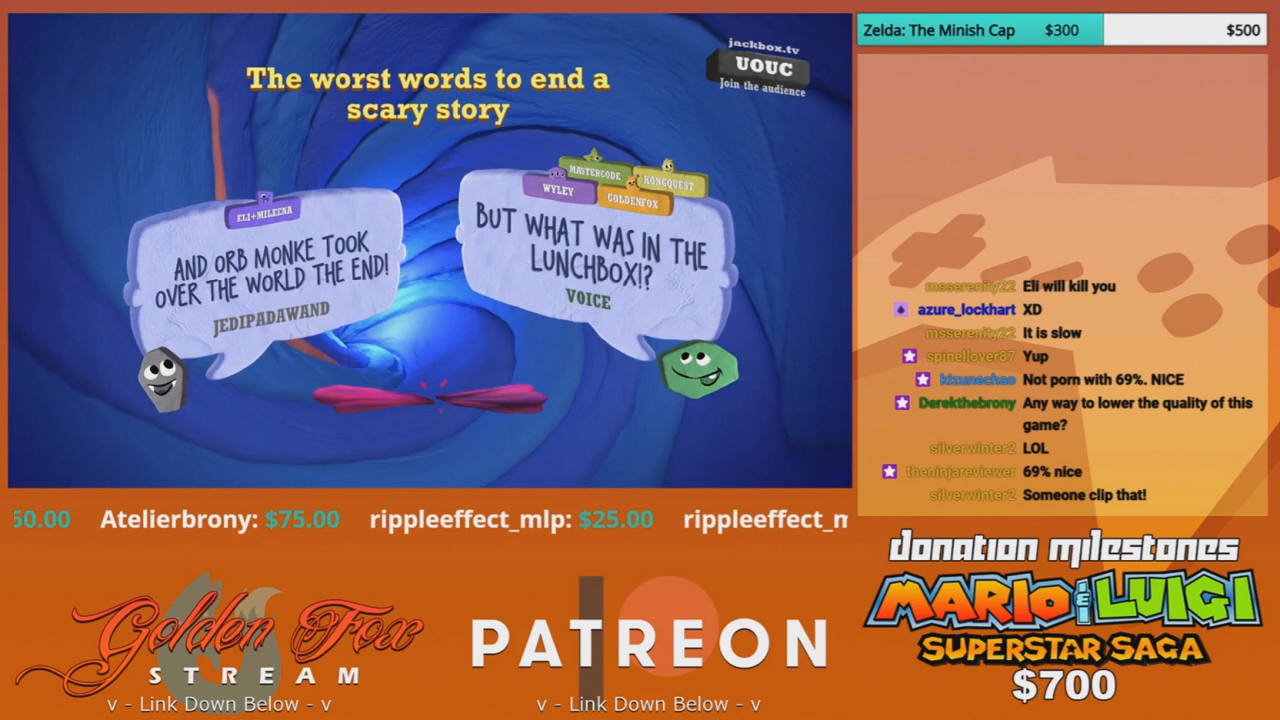 The worst words to end a
scary story
jackbox.tv
UOUC
Join the audience
ELI+MILEENA
AND ORB MONKE TOOK
OVER THE WORLD THE END!
JEDIPADAWAND
MASTERCODE
KONGQUEST
WYLEY
GOLDENFOX
BUT WHAT WAS IN THE
LUNCHBOX!?
VOICE
Zelda: The Minish Cap $300 $500
msserenity22 Eli will kill you
azure_lockhart XD
msserenity22 It is slow
spinellover87 Yup
kizunechao Not porn with 69%. NICE
Derekthebrony Any way to lower the quality of this
game?
silverwinter2 LOL
theninjareviewer 69% nice
silverwinter2 Someone clip that!
50.00 Atelierbrony: $75.00 rippleeffect_mlp: $25.00 rippleeffect_m
Golden Fox
STREAM
v - Link Down Below - v
PATREON
v - Link Down Below - v
DONATION MILESTONES
MARIO & LUIGI
SUPERSTAR SAGA
$700